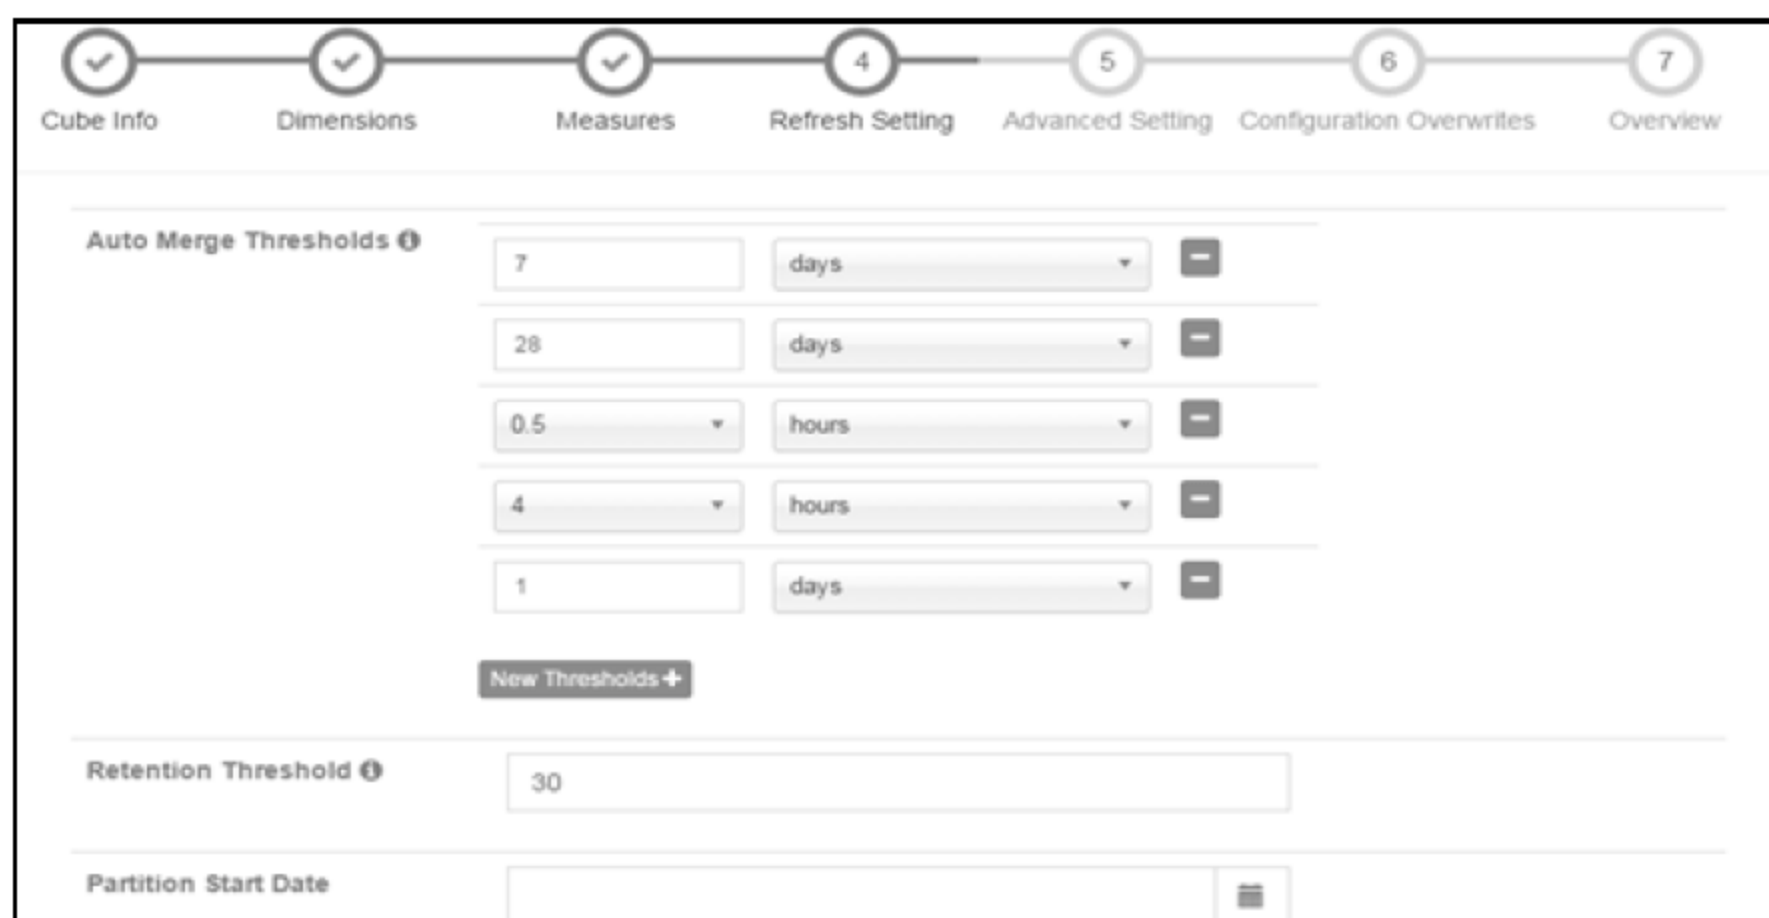 4 5 6 7
Cube Info Dimensions Measures Refresh Setting Advanced Setting Configuration Overwrites Overview
Auto Merge Thresholds
7 days
28 days
0.5 hours
4 hours
1 days
New Thresholds
Retention Threshold
30
Partition Start Date